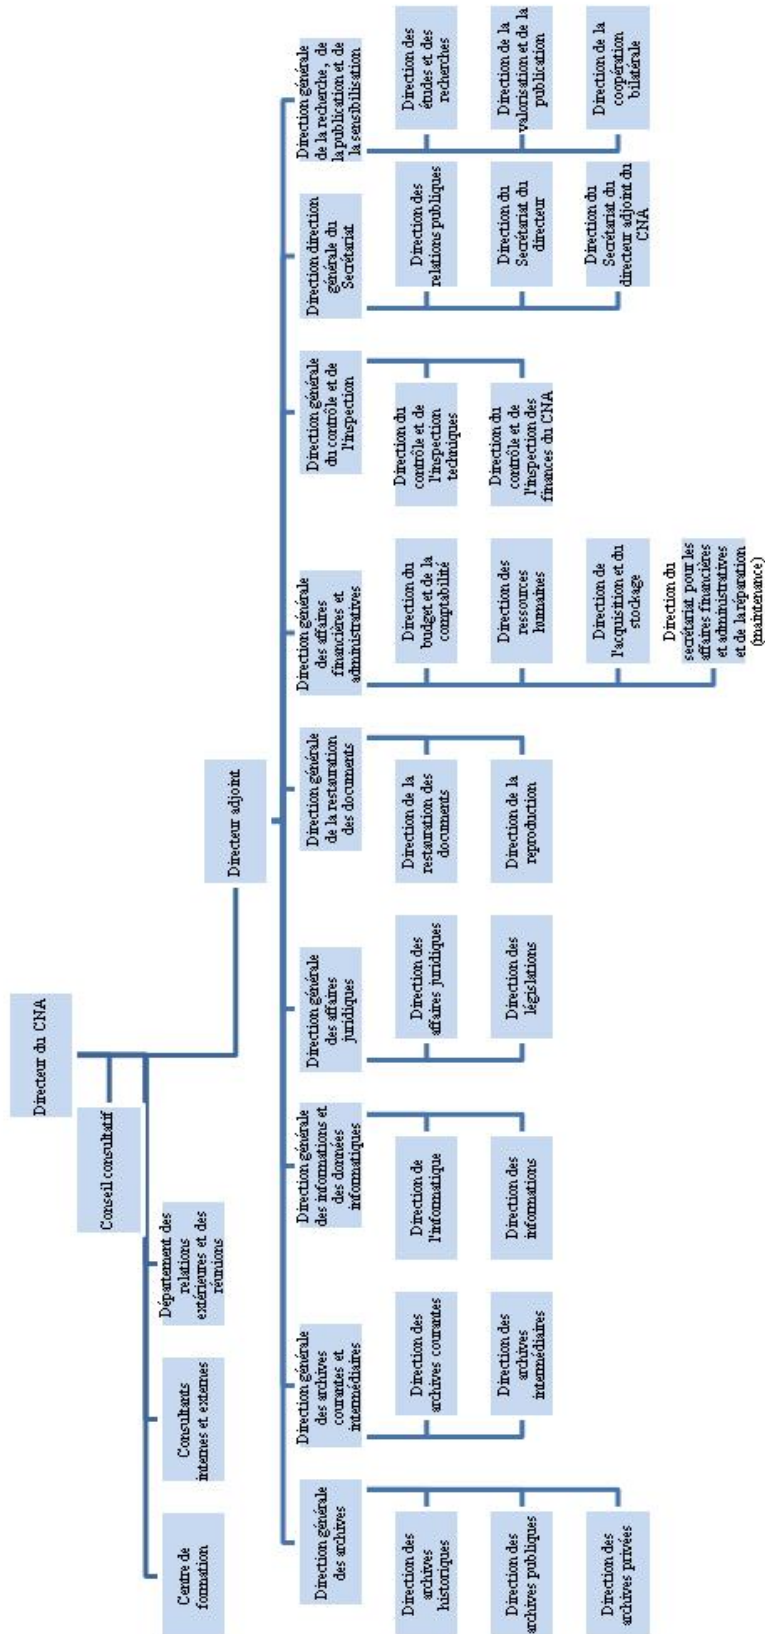 Directeur du CNA
Conseil consultatif
Centre de
formation
Consultants
internes et externes
Département des
relations
extérieures et des
réunions
Directeur adjoint
Direction générale
des archives
Direction des
archives
historiques
Direction des
archives publiques
Direction des
archives privées
Direction générale
des archives
courantes et
intermédiaires
Direction des
archives courantes
Direction des
archives
intermédiaires
Direction générale
des informations et
des données
informatiques
Direction de
l'informatique
Direction des
informations
Direction générale
des affaires
juridiques
Direction des
affaires juridiques
Direction des
législations
Direction générale
de la restauration
des documents
Direction de la
restauration des
documents
Direction de la
reproduction
Direction générale
des affaires
financières et
administratives
Direction du
budget et de la
comptabilité
Direction des
ressources
humaines
Direction de
l'acquisition et du
stockage
Direction du
secrétariat pour les
affaires financières
et administratives
et de la réparation
(maintenance)
Direction générale
du contrôle et de
l'inspection
Direction du
contrôle et de
l'inspection
techniques
Direction du
contrôle et de
l'inspection des
finances du CNA
Direction direction
générale du
Secrétariat
Direction des
relations publiques
Direction du
Secrétariat du
directeur
Direction du
Secrétariat du
directeur adjoint du
CNA
Direction générale
de la recherche, de
la publication et de
la sensibilisation
Direction des
études et des
recherches
Direction de la
valorisation et de la
publication
Direction de la
coopération
bilatérale